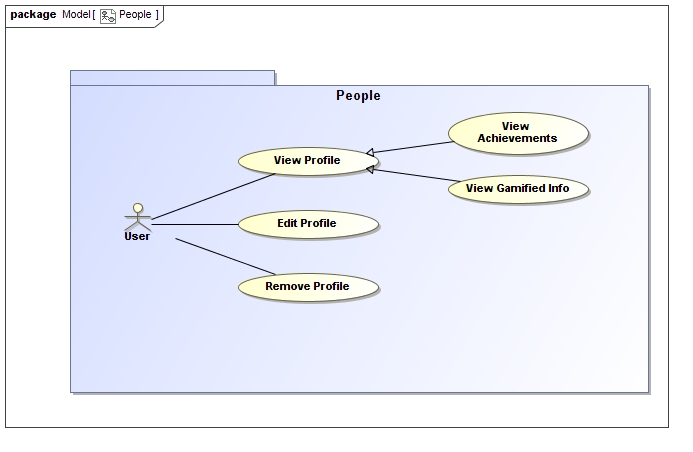 package Model [ People ]
People
View
Achievements
View Profile
View Gamified Info
Edit Profile
User
Remove Profile